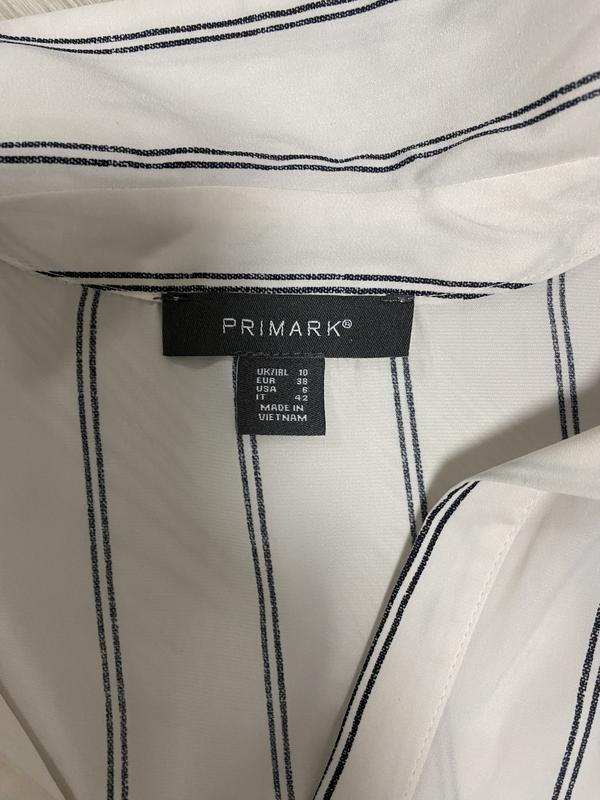 PRIMARK®
UK/IRL 10
EUR 38
USA 6
IT 42
MADE IN
VIETNAM